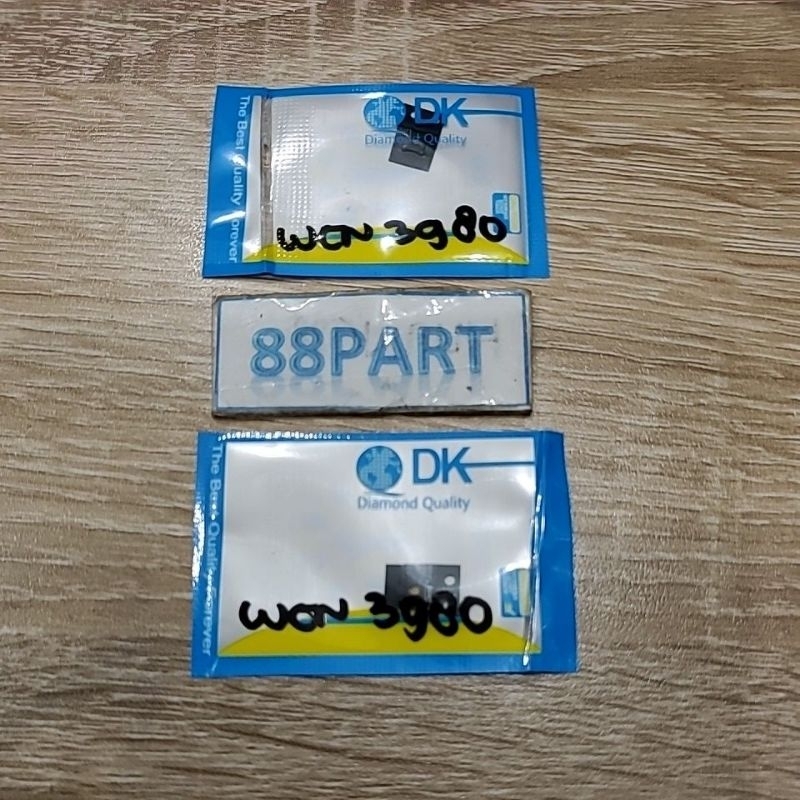 DK
Diamond Quality
The Best Quality Forever
WCN 3980
88PART
DK
Diamond Quality
The Best Quality Forever
WCN 3980